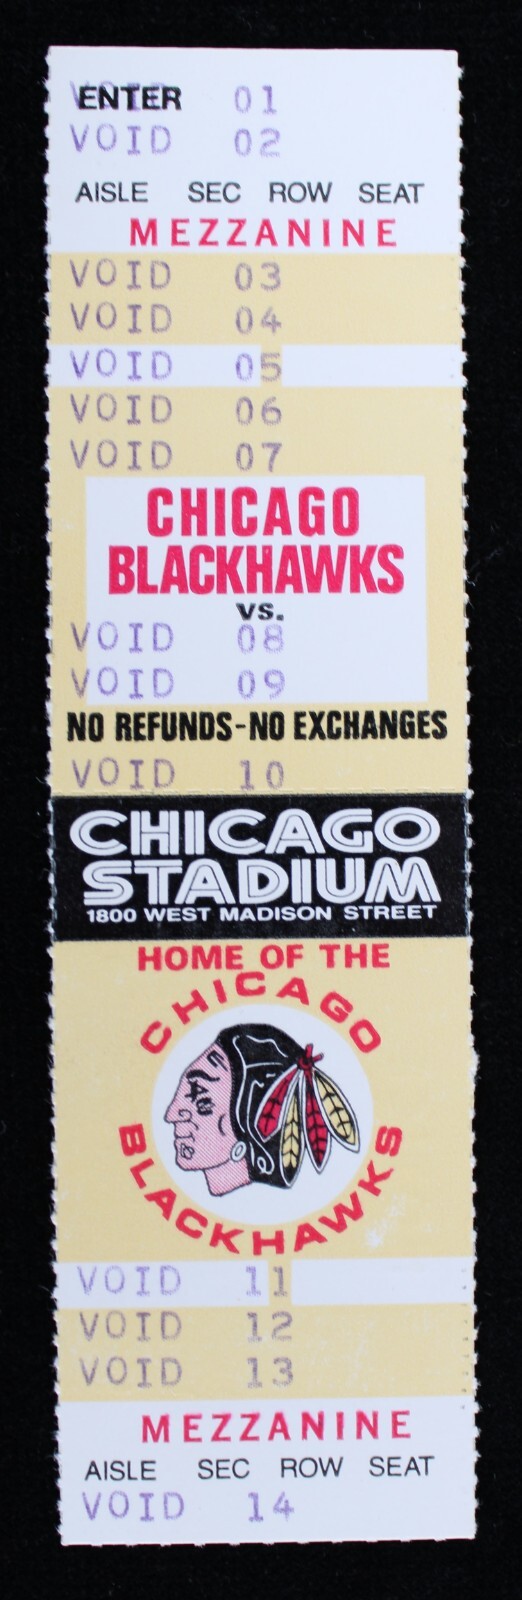 VOID ENTER 01
VOID 02
AISLE SEC ROW SEAT
MEZZANINE
VOID 03
VOID 04
VOID 05
VOID 06
VOID 07
CHICAGO
BLACKHAWKS
VS.
VOID 08
VOID 09
NO REFUNDS-NO EXCHANGES
VOID 10
CHICAGO
STADIUM
1800 WEST MADISON STREET
HOME OF THE
CHICAGO
BLACKHAWKS
VOID 11
VOID 12
VOID 13
MEZZANINE
AISLE SEC ROW SEAT
VOID 14